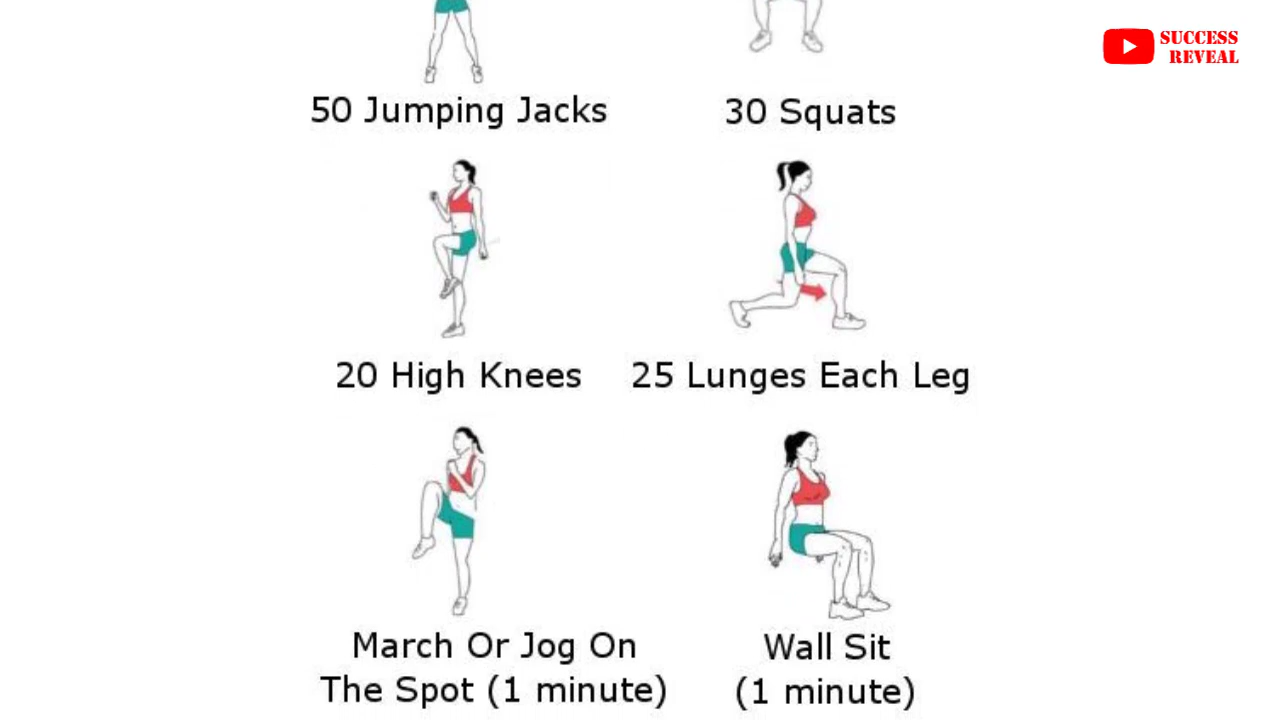 SUCCESS
REVEAL
50 Jumping Jacks
30 Squats
20 High Knees
25 Lunges Each Leg
March Or Jog On
The Spot (1 minute)
Wall Sit
(1 minute)